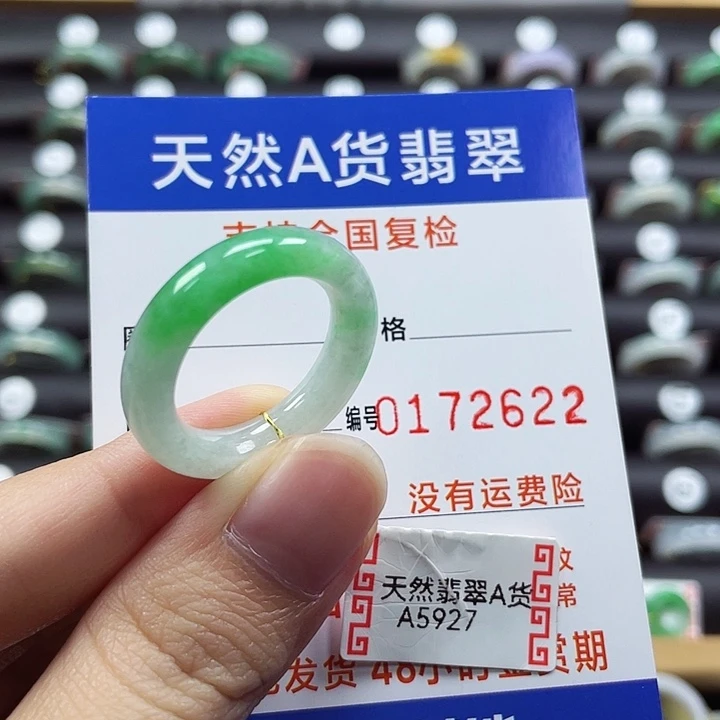 天然A货翡翠
全国复检
格
编号0172622
没有运费险
天然翡翠A货
A5927
常
发货 48小时
赏期